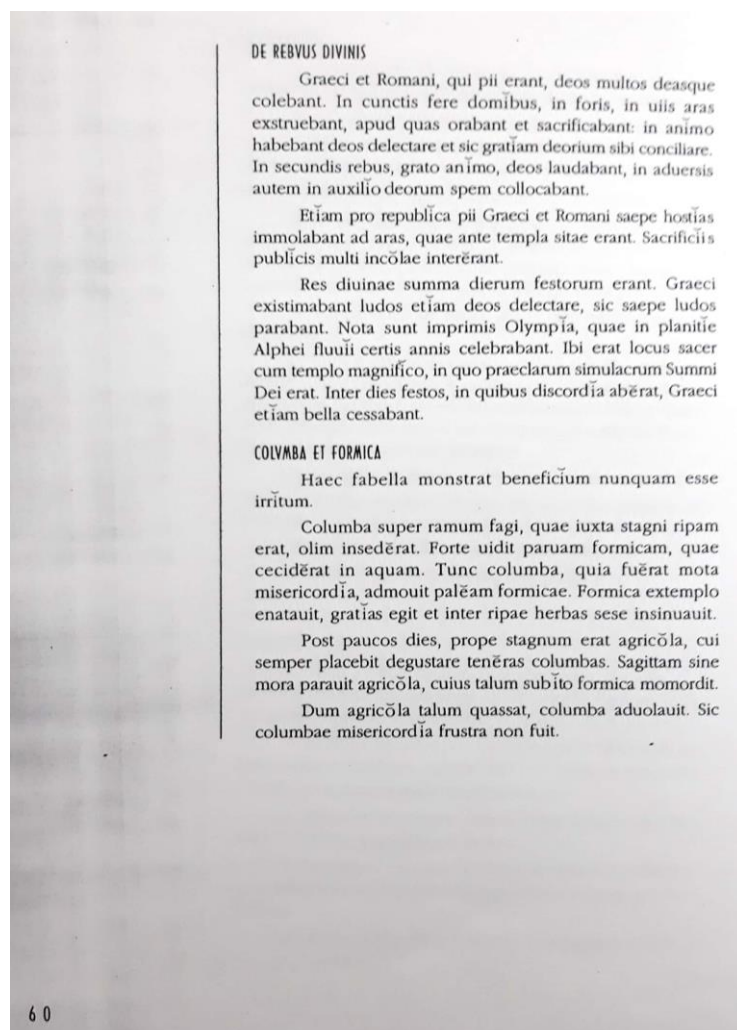 DE REBVUS DIVINIS
Graeci et Romani, qui pii erant, deos multos deasque
colebant. In cunctis fere domĭbus, in foris, in uiis aras
exstruebant, apud quas orabant et sacrificabant: in anĭmo
habebant deos delectare et sic gratĭam deorium sibi conciliare.
In secundis rebus, grato anĭmo, deos laudabant, in aduersis
autem in auxilĭo deorum spem collocabant.
Etĭam pro republĭca pii Graeci et Romani saepe hostĭas
immolabant ad aras, quae ante templa sitae erant. Sacrificĭis
publĭcis multi incŏlae interĕrant.
Res diuinae summa dierum festorum erant. Graeci
existimabant ludos etĭam deos delectare, sic saepe ludos
parabant. Nota sunt imprimis Olympĭa, quae in planitĭe
Alphei fluuĭi certis annis celebrabant. Ibi erat locus sacer
cum templo magnifĭco, in quo praeclarum simulacrum Summi
Dei erat. Inter dies festos, in quibus discordĭa abĕrat, Graeci
etĭam bella cessabant.
COLVMBA ET FORMICA
Haec fabella monstrat beneficĭum nunquam esse
irrĭtum.
Columba super ramum fagi, quae iuxta stagni ripam
erat, olim insedĕrat. Forte uidit paruam formicam, quae
cecidĕrat in aquam. Tunc columba, quia fuĕrat mota
misericordĭa, admouit palĕam formicae. Formica extemplo
enatauit, gratĭas egit et inter ripae herbas sese insinuauit.
Post paucos dies, prope stagnum erat agricŏla, cui
semper placebit degustare tenĕras columbas. Sagittam sine
mora parauit agricŏla, cuius talum subĭto formica momordit.
Dum agricŏla talum quassat, columba aduolauit. Sic
columbae misericordĭa frustra non fuit.
60